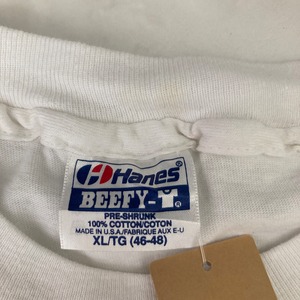 Hanes
BEEFY-T
PRE-SHRUNK
100% COTTON/COTON
MADE IN U.S.A./FABRIQUE AUX E-U
XL/TG (46-48)